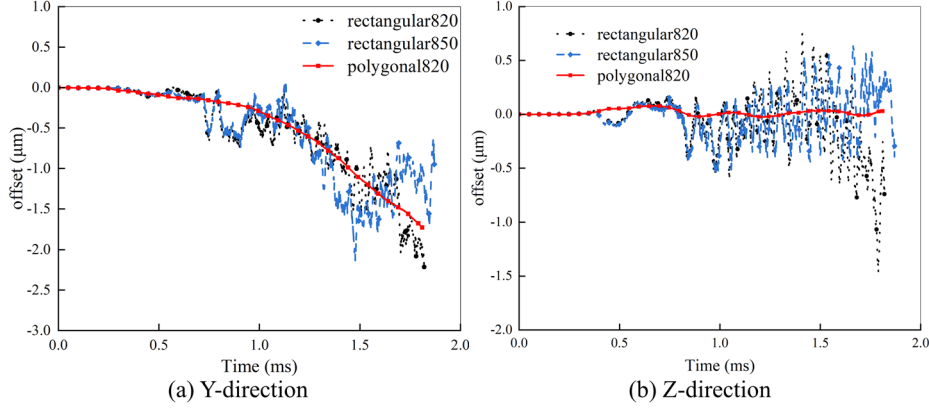 1.0
0.5
0.0
-0.5
-1.0
-1.5
-2.0
-2.5
-3.0
offset (μm)
rectangular820
rectangular850
polygonal820
0.0 0.5 1.0 1.5 2.0
Time (ms)
(a) Y-direction
1.0
0.5
0.0
-0.5
-1.0
-1.5
-2.0
offset (μm)
rectangular820
rectangular850
polygonal820
0.0 0.5 1.0 1.5 2.0
Time (ms)
(b) Z-direction